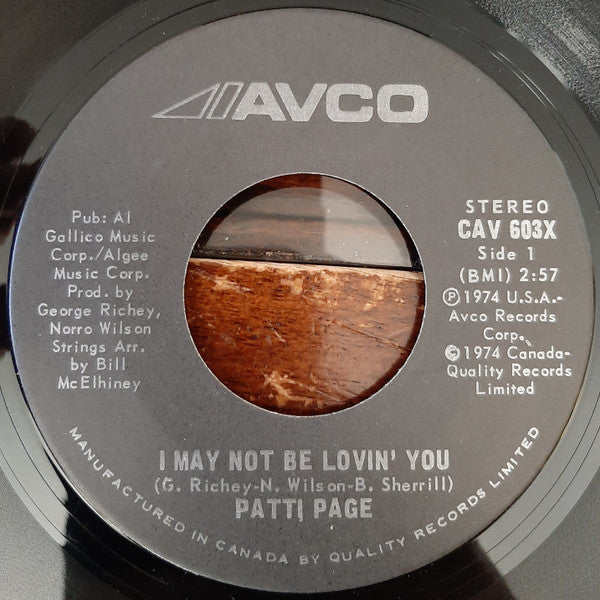 AVCO
Pub: Al
Gallico Music
Corp./Algee
Music Corp.
Prod. by
George Richey,
Norro Wilson
Strings Arr.
by Bill
McElhiney
STEREO
CAV 603X
Side 1
(BMI) 2:57
Ⓟ1974 U.S.A.-
Avco Records
Corp.
©1974 Canada-
Quality Records
Limited
I MAY NOT BE LOVIN' YOU
(G. Richey-N. Wilson-B. Sherrill)
PATTI PAGE
MANUFACTURED IN CANADA BY QUALITY RECORDS LIMITED